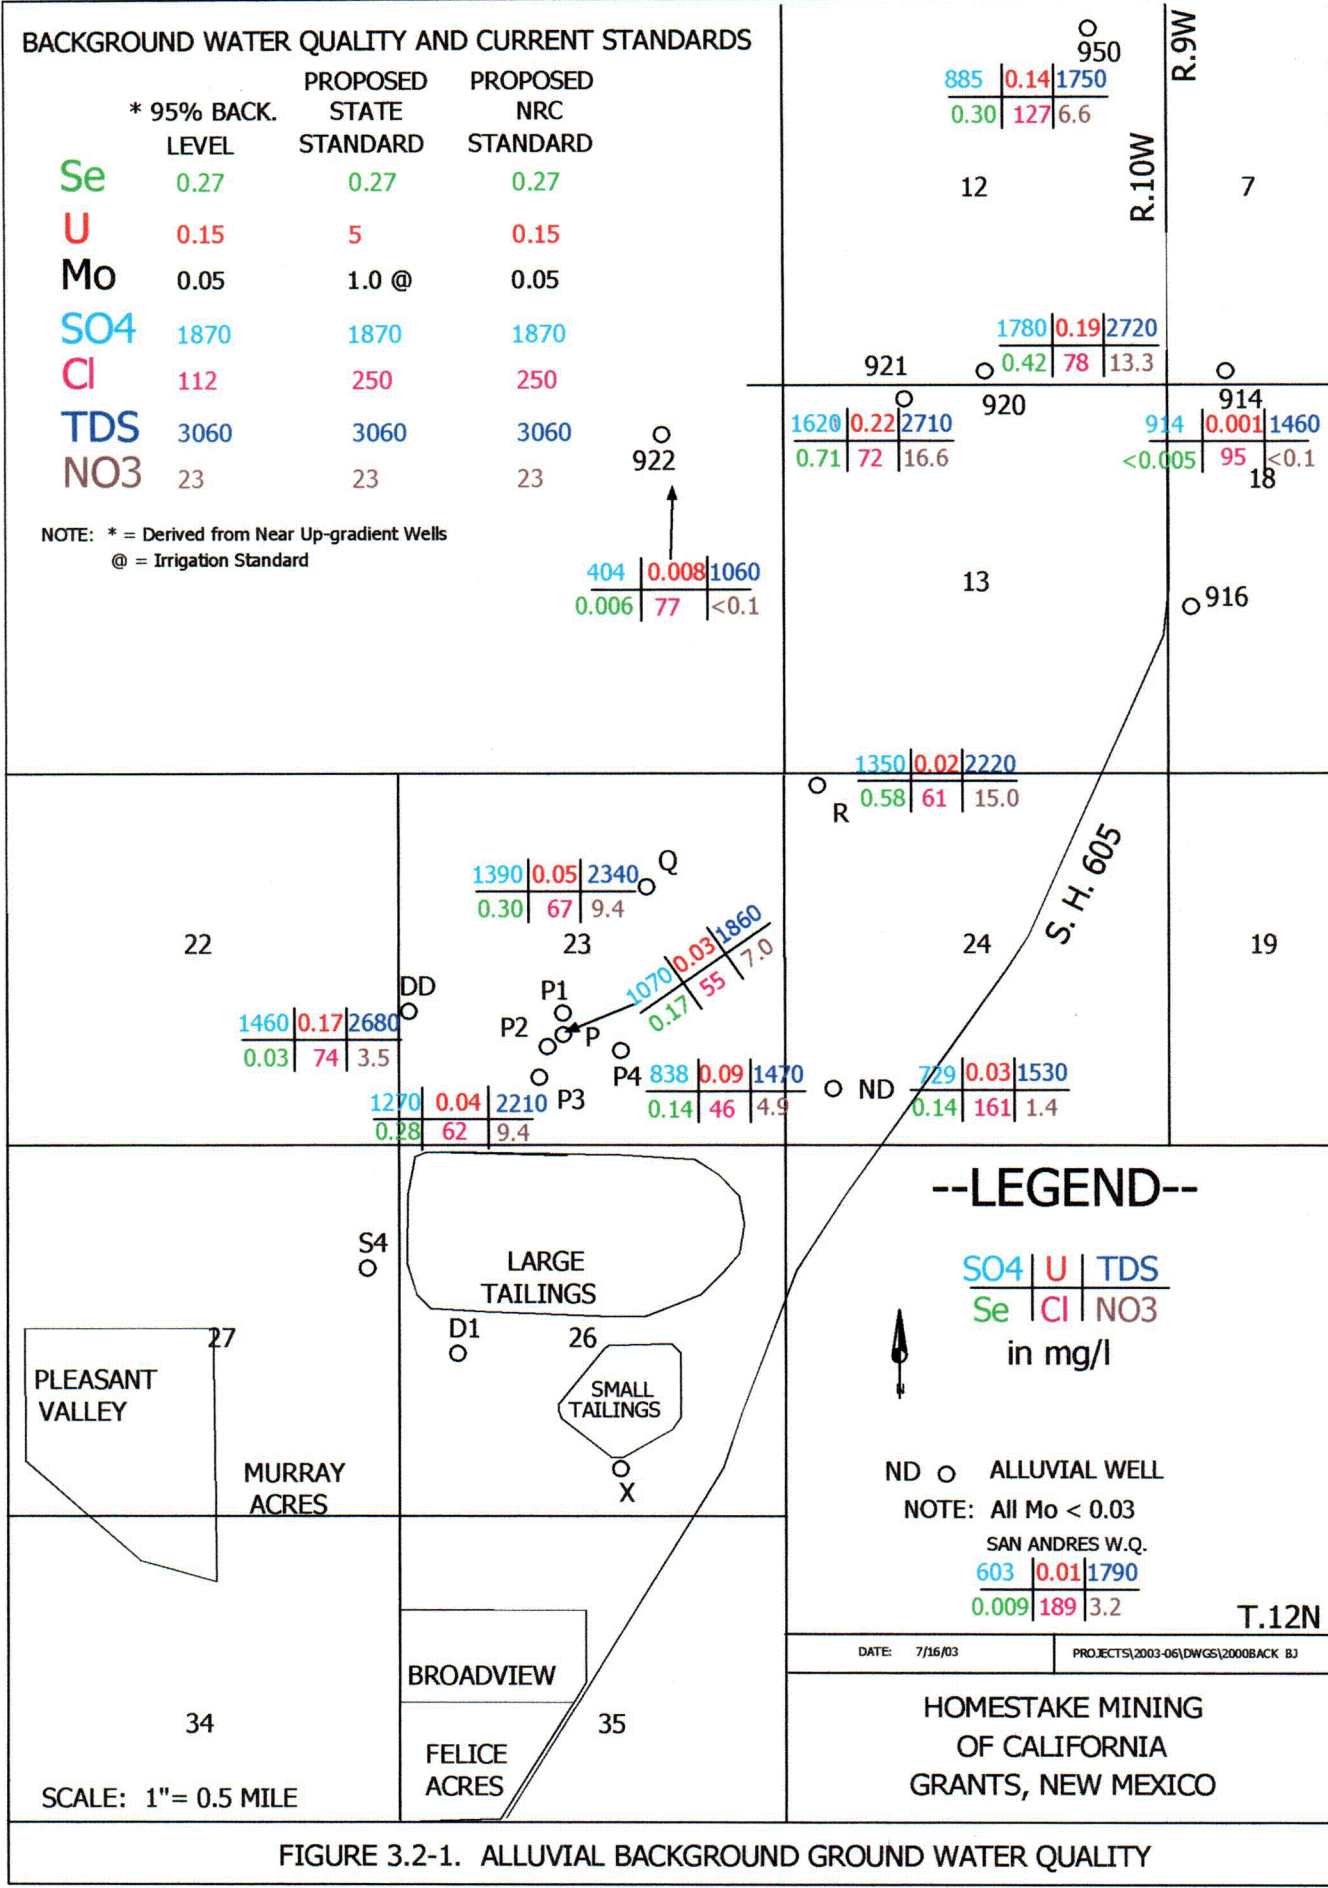 BACKGROUND WATER QUALITY AND CURRENT STANDARDS
* 95% BACK. LEVEL
PROPOSED STATE STANDARD
PROPOSED NRC STANDARD
Se 0.27 0.27 0.27
U 0.15 5 0.15
Mo 0.05 1.0 @ 0.05
SO4 1870 1870 1870
Cl 112 250 250
TDS 3060 3060 3060
NO3 23 23 23
NOTE: * = Derived from Near Up-gradient Wells
@ = Irrigation Standard
950
885 0.14 1750
0.30 127 6.6
R.9W
R.10W
12
7
1780 0.19 2720
0.42 78 13.3
921
920
914
1620 0.22 2710
0.71 72 16.6
914 0.001 1460
<0.005 95 <0.1
18
922
404 0.008 1060
0.006 77 <0.1
13
916
1350 0.02 2220
0.58 61 15.0
R
S. H. 605
1390 0.05 2340
0.30 67 9.4
Q
22
23
24
19
1070 0.03 1860
0.17 55 7.0
DD
P1
P2
P
1460 0.17 2680
0.03 74 3.5
P4
838 0.09 1470
0.14 46 4.9
ND
729 0.03 1530
0.14 161 1.4
P3
1270 0.04 2210
0.28 62 9.4
--LEGEND--
SO4 U TDS
Se Cl NO3
in mg/l
N
S4
LARGE
TAILINGS
D1
26
27
PLEASANT
VALLEY
SMALL
TAILINGS
MURRAY
ACRES
X
ND ALLUVIAL WELL
NOTE: All Mo < 0.03
SAN ANDRES W.Q.
603 0.01 1790
0.009 189 3.2
T.12N
BROADVIEW
34
35
FELICE
ACRES
SCALE: 1"= 0.5 MILE
DATE: 7/16/03
PROJECTS\2003-06\DWGS\2000BACK BJ
HOMESTAKE MINING
OF CALIFORNIA
GRANTS, NEW MEXICO
FIGURE 3.2-1. ALLUVIAL BACKGROUND GROUND WATER QUALITY